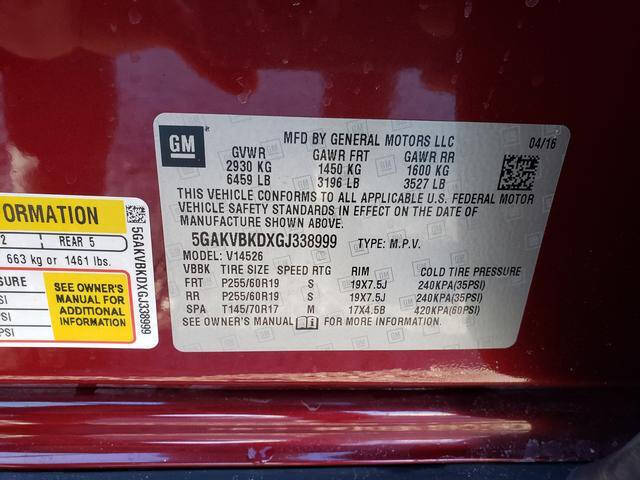 GM
MFD BY GENERAL MOTORS LLC 04/16
GVWR GAWR FRT GAWR RR
2930 KG 1450 KG 1600 KG
6459 LB 3196 LB 3527 LB
THIS VEHICLE CONFORMS TO ALL APPLICABLE U.S. FEDERAL MOTOR
VEHICLE SAFETY STANDARDS IN EFFECT ON THE DATE OF
MANUFACTURE SHOWN ABOVE.
5GAKVBKDXGJ338999 TYPE: M.P.V.
MODEL: V14526
VBBK TIRE SIZE SPEED RTG RIM COLD TIRE PRESSURE
FRT P255/60R19 S 19X7.5J 240KPA(35PSI)
RR P255/60R19 S 19X7.5J 240KPA(35PSI)
SPA T145/70R17 M 17X4.5B 420KPA(60PSI)
SEE OWNER'S MANUAL FOR MORE INFORMATION.
ORMATION
2 REAR 5
663 kg or 1461 lbs.
SURE SEE OWNER'S
SI MANUAL FOR
SI ADDITIONAL
PSI INFORMATION
5GAKVBKDXGJ338999